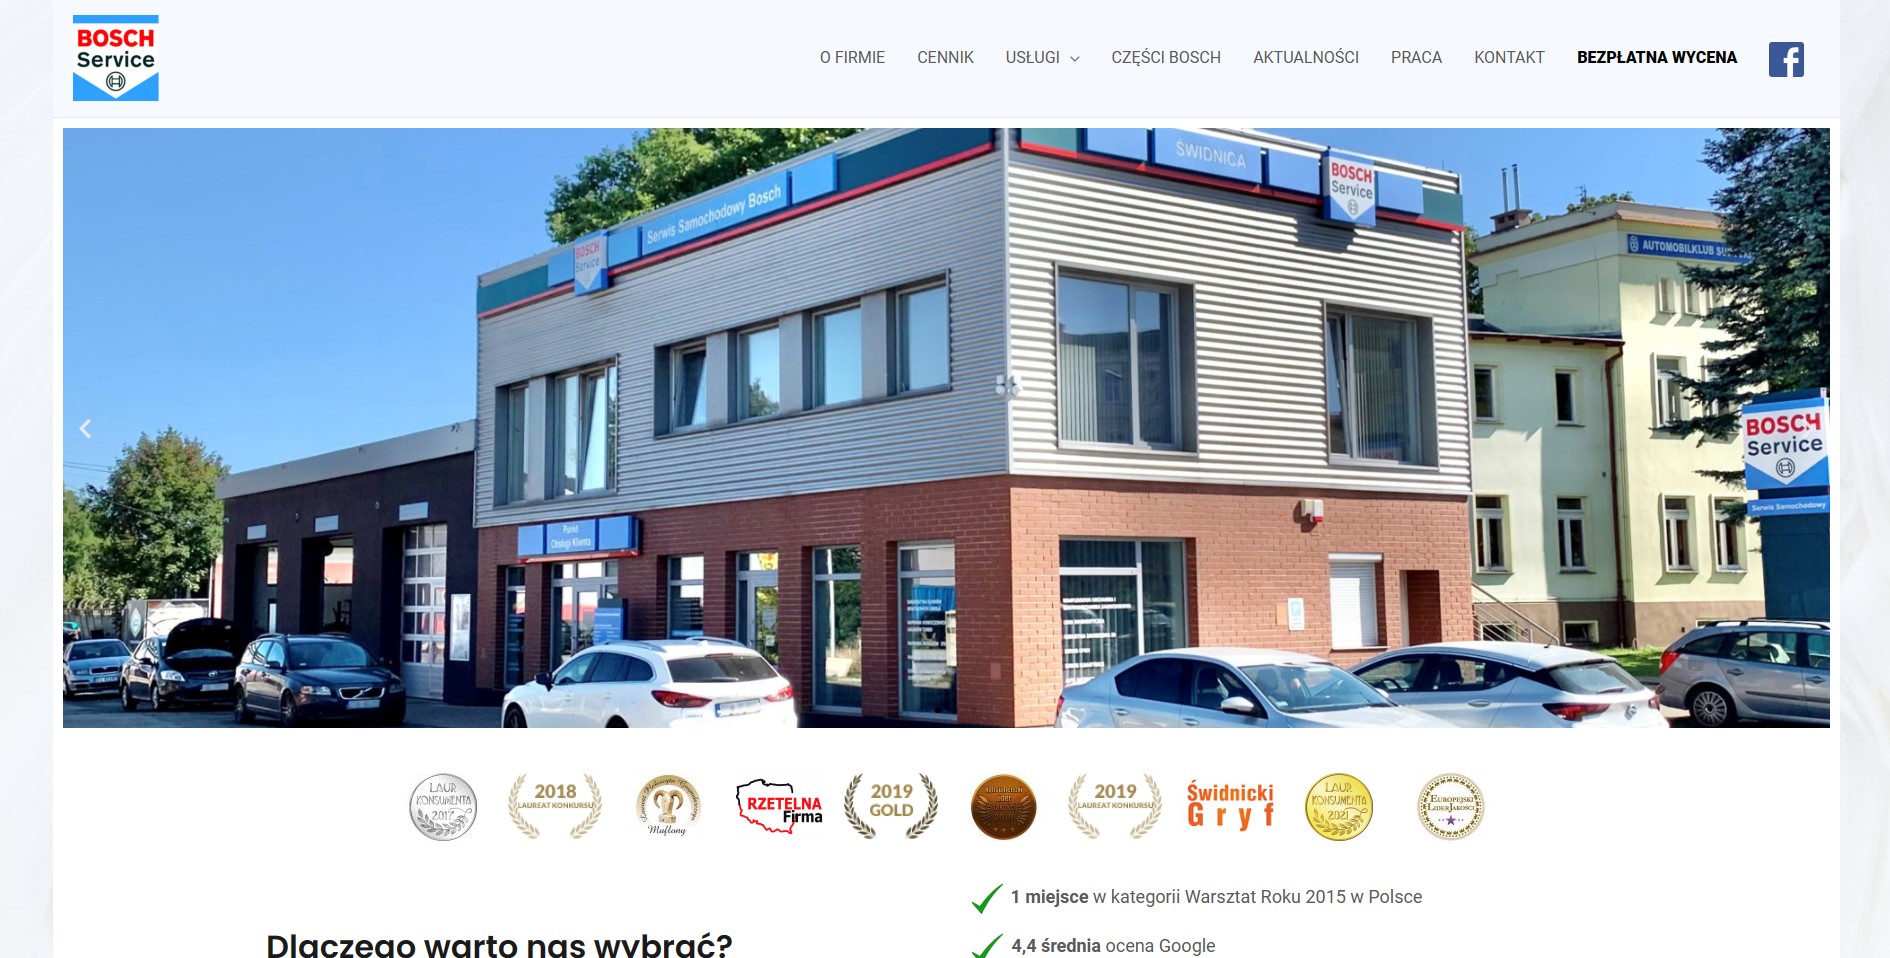 BOSCH
Service
O FIRMIE
CENNIK
USŁUGI
CZĘŚCI BOSCH
AKTUALNOŚCI
PRACA
KONTAKT
BEZPŁATNA WYCENA
Serwis Samochodowy Bosch
BOSCH
Service
ŚWIDNICA
BOSCH
Service
AUTOMOBILKLUB
BOSCH
Service
Serwis Samochodowy
Punkt
Obsługi Klienta
LAUR
KONSUMENTA
2017
2018
LAUREAT KONKURSU
Muflony
RZETELNA
Firma
2019
GOLD
2019
LAUREAT KONKURSU
Świdnicki
Gryf
LAUR
KONSUMENTA
2021
EUROPEJSKI
LIDER JAKOŚCI
1 miejsce w kategorii Warsztat Roku 2015 w Polsce
Dlaczego warto nas wybrać?
4,4 średnia ocena Google